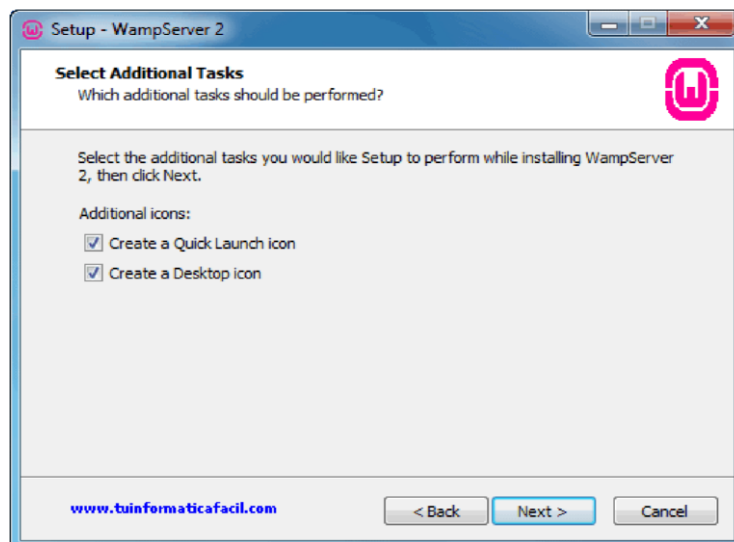 Setup - WampServer 2
Select Additional Tasks
Which additional tasks should be performed?
Select the additional tasks you would like Setup to perform while installing WampServer
2, then click Next.
Additional icons:
Create a Quick Launch icon
Create a Desktop icon
www.tuinformaticafacil.com
< Back Next > Cancel